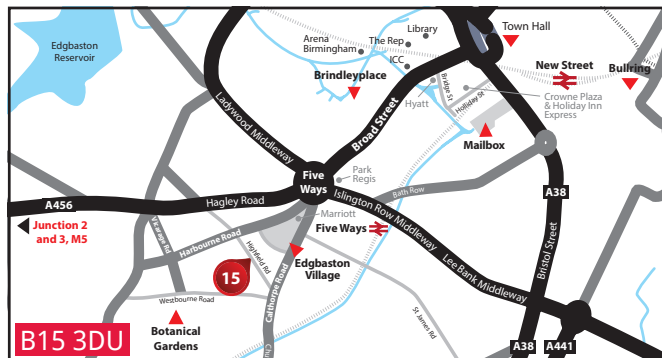 Edgbaston
Reservoir
Arena
Birmingham
The Rep
Library
ICC
Town Hall
Brindleyplace
New Street
Bullring
Hyatt
Bridge St
Holliday St
Crowne Plaza
& Holiday Inn
Express
Mailbox
Ladywood Middleway
Broad Street
Park
Regis
Five
Ways
Bath Row
A456
Hagley Road
Islington Row Middleway
A38
Junction 2
and 3, M5
Vicarage Rd
Harbourne Road
Marriott
Five Ways
Bristol Street
Highfield Rd
Edgbaston
Village
Lee Bank Middleway
15
Calthorpe Road
Westbourne Road
St James Rd
Botanical
Gardens
B15 3DU
A38
A441